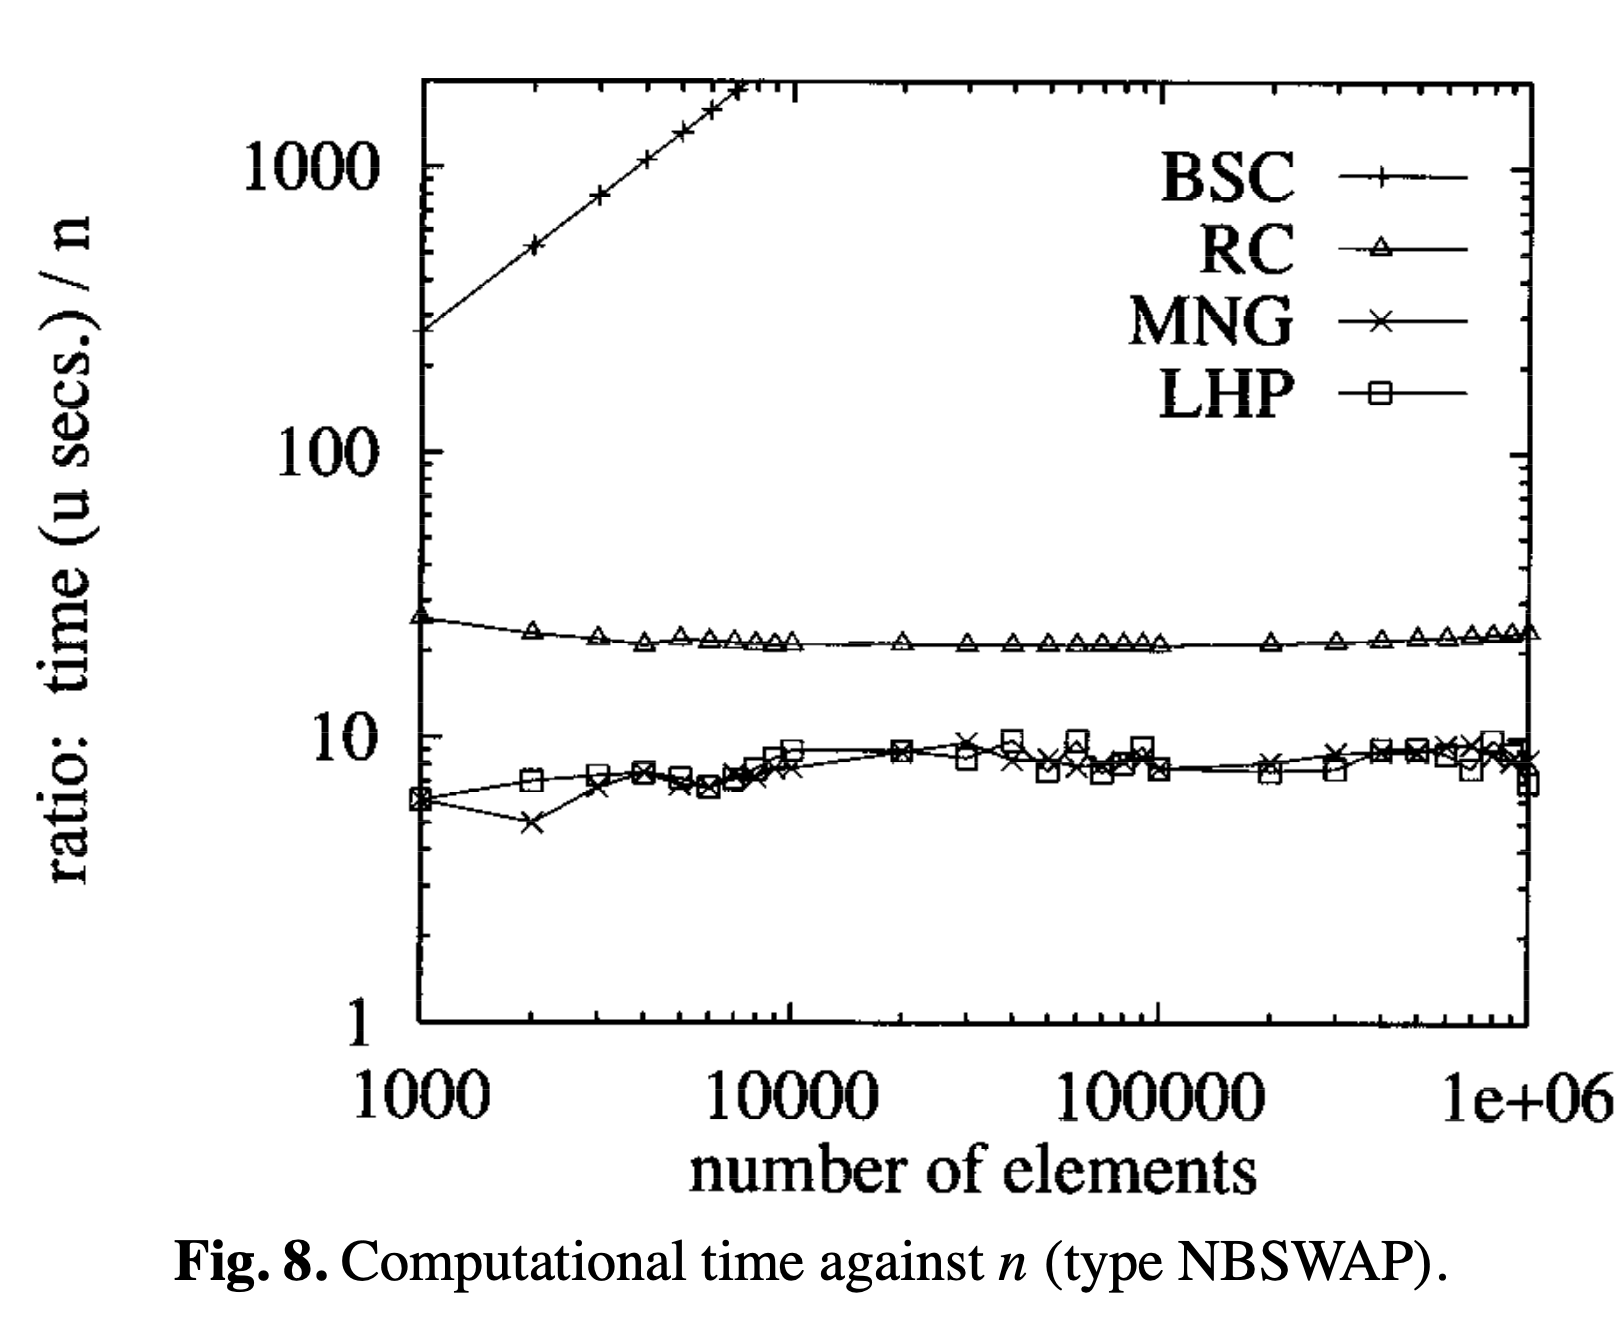 ratio: time (u secs.) / n
1000
100
10
1
BSC
RC
MNG
LHP
1000 10000 100000 1e+06
number of elements
Fig. 8. Computational time against n (type NBSWAP).